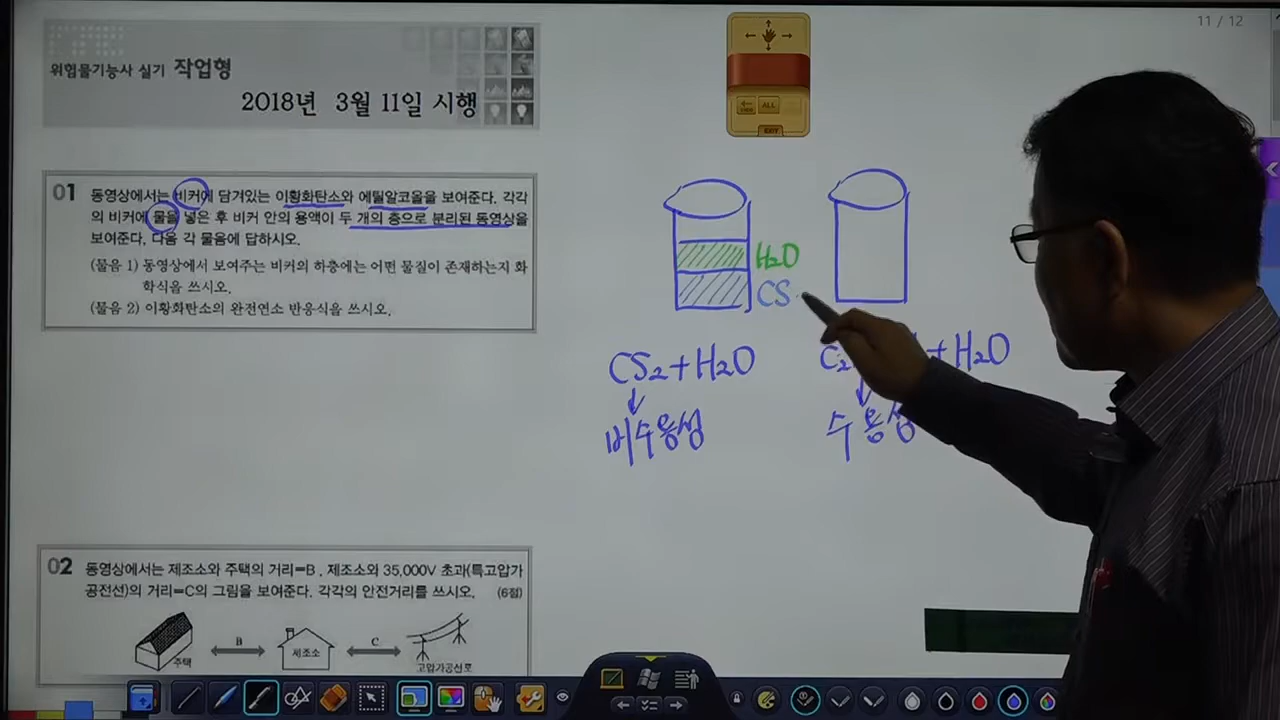 11 / 12
위험물기능사 실기 작업형
2018년 3월 11일 시행
01 동영상에서는 비커에 담겨있는 이황화탄소와 에틸알코올을 보여준다. 각각
의 비커에 물을 넣은 후 비커 안의 용액이 두 개의 층으로 분리된 동영상을
보여준다. 다음 각 물음에 답하시오.
(물음 1) 동영상에서 보여주는 비커의 하층에는 어떤 물질이 존재하는지 화
학식을 쓰시오.
(물음 2) 이황화탄소의 완전연소 반응식을 쓰시오.
H₂O
CS
CS₂+H₂O
C₂ + H₂O
비수용성
수용성
02 동영상에서는 제조소와 주택의 거리=B, 제조소와 35,000V 초과(특고압가
공전선)의 거리=C의 그림을 보여준다. 각각의 안전거리를 쓰시오. (6점)
B
C
주택
제조소
고압가공전선로
ALL
EXIT